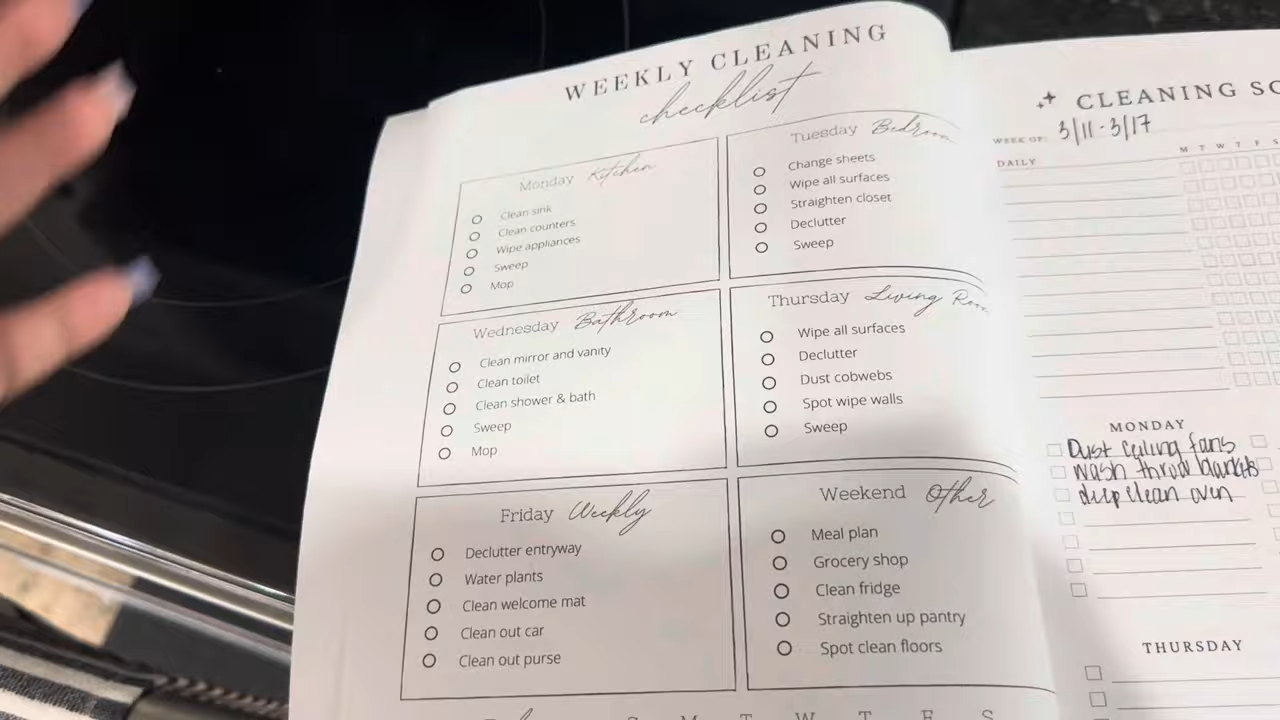 WEEKLY CLEANING
checklist
Monday Kitchen
Clean sink
Clean counters
Wipe appliances
Sweep
Mop
Tuesday Bedroom
Change sheets
Wipe all surfaces
Straighten closet
Declutter
Sweep
Wednesday Bathroom
Clean mirror and vanity
Clean toilet
Clean shower & bath
Sweep
Mop
Thursday Living Room
Wipe all surfaces
Declutter
Dust cobwebs
Spot wipe walls
Sweep
Friday Weekly
Declutter entryway
Water plants
Clean welcome mat
Clean out car
Clean out purse
Weekend Other
Meal plan
Grocery shop
Clean fridge
Straighten up pantry
Spot clean floors
S M T W T F S
CLEANING SC
WEEK OF: 3/11-3/17
DAILY M T W T F S
MONDAY
Dust ceiling fans
wash throw blankets
deep clean oven
THURSDAY